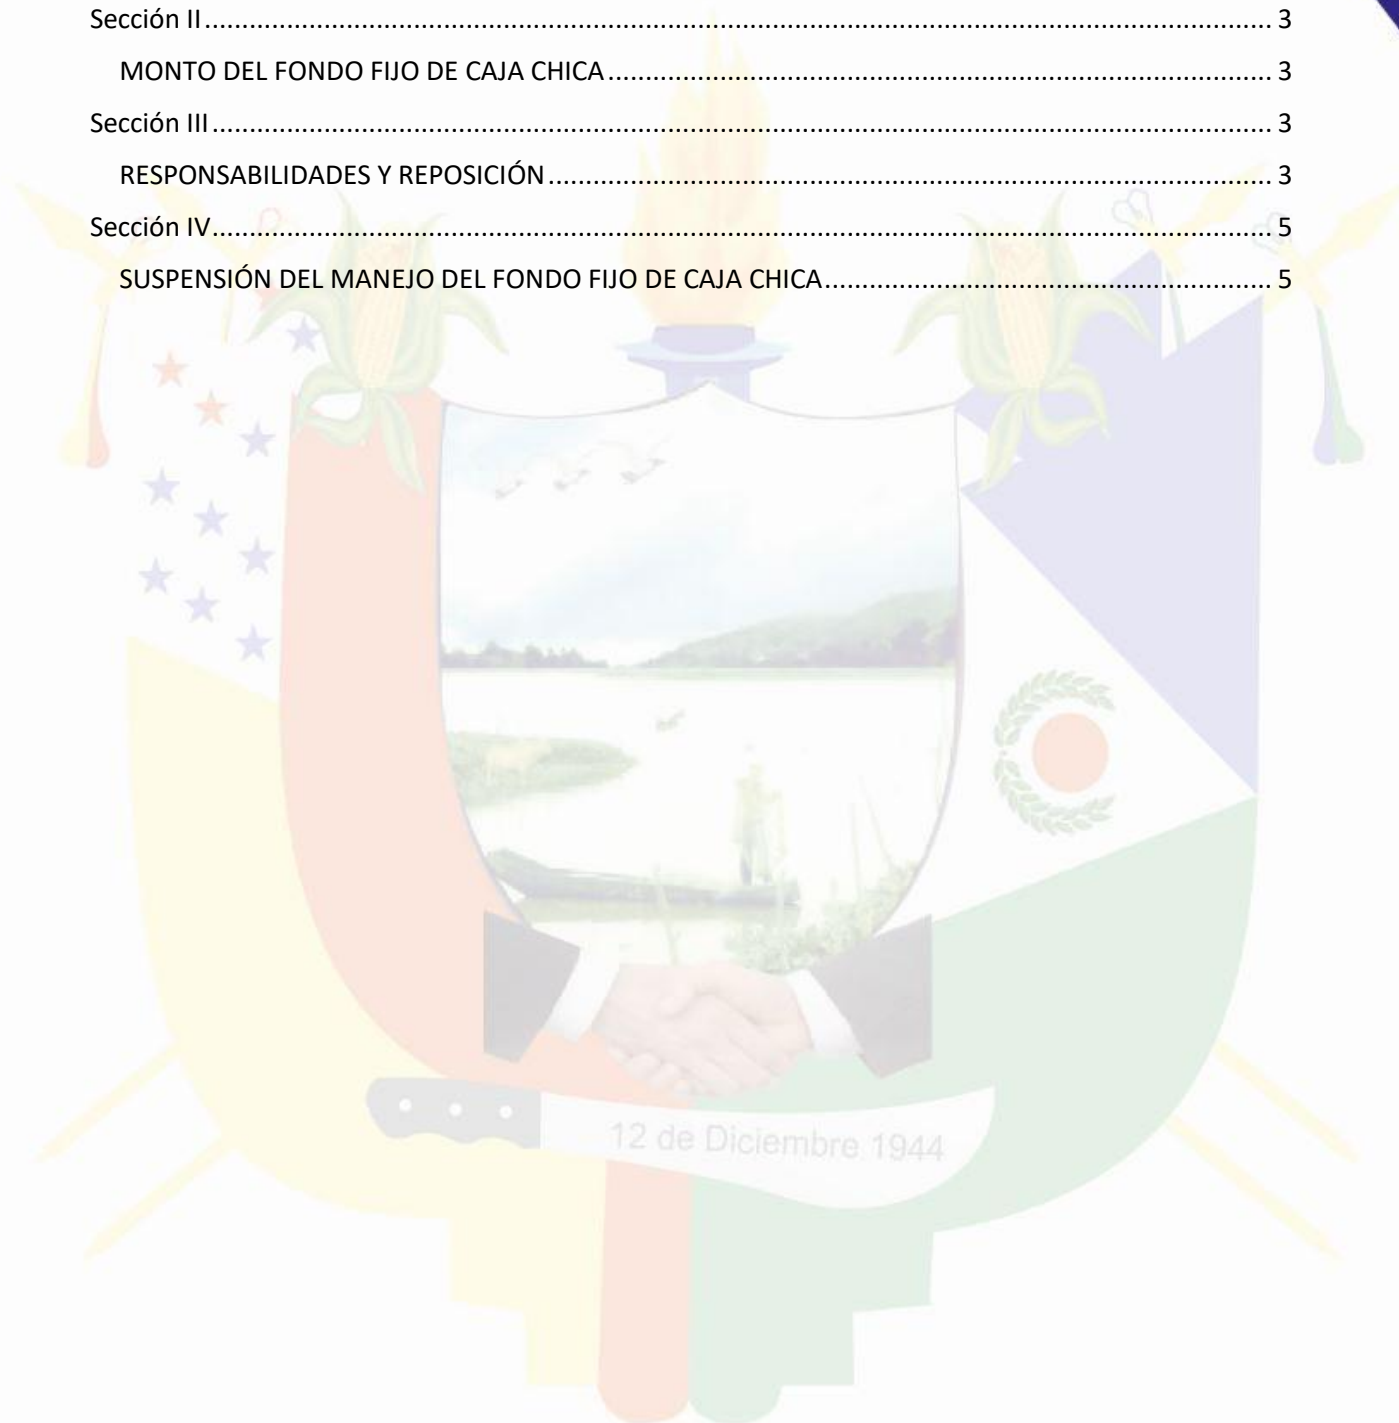 Sección II ........ 3
MONTO DEL FONDO FIJO DE CAJA CHICA ........ 3
Sección III ........ 3
RESPONSABILIDADES Y REPOSICIÓN ........ 3
Sección IV ........ 5
SUSPENSIÓN DEL MANEJO DEL FONDO FIJO DE CAJA CHICA ........ 5
12 de Diciembre 1944